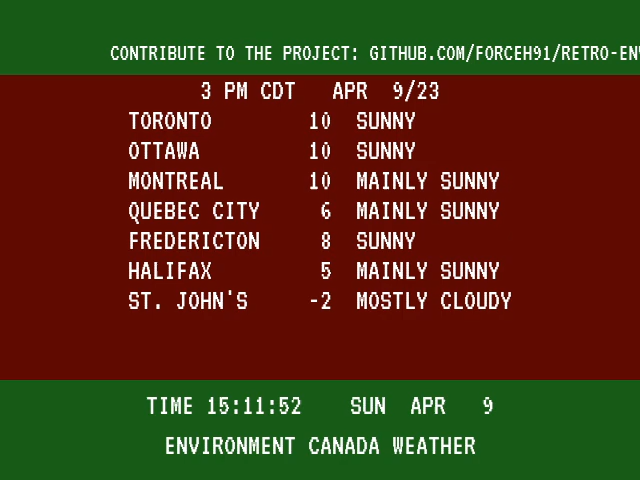 CONTRIBUTE TO THE PROJECT: GITHUB.COM/FORCEH91/RETRO-EN
3 PM CDT APR 9/23
TORONTO 10 SUNNY
OTTAWA 10 SUNNY
MONTREAL 10 MAINLY SUNNY
QUEBEC CITY 6 MAINLY SUNNY
FREDERICTON 8 SUNNY
HALIFAX 5 MAINLY SUNNY
ST. JOHN'S -2 MOSTLY CLOUDY
TIME 15:11:52 SUN APR 9
ENVIRONMENT CANADA WEATHER